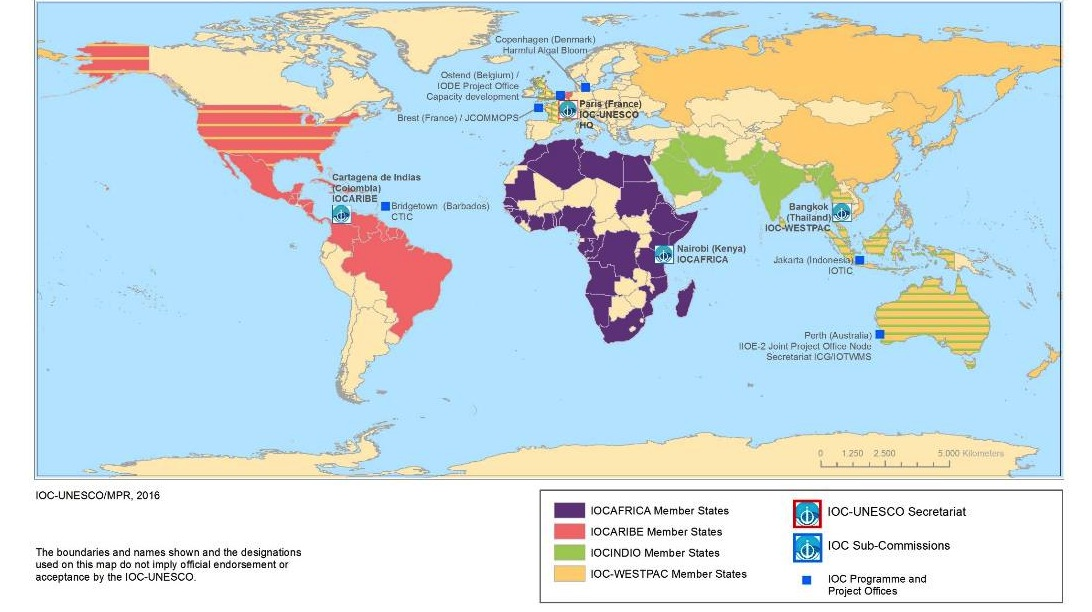 Copenhagen (Denmark)
Harmful Algal Bloom
Ostend (Belgium) /
IODE Project Office
Capacity development
Brest (France) / JCOMMOPS
Paris (France)
IOC-UNESCO
HQ
Cartagena de Indias
(Colombia)
IOCARIBE
Bridgetown (Barbados)
CTIC
Bangkok
(Thailand)
IOC-WESTPAC
Nairobi (Kenya)
IOCAFRICA
Jakarta (Indonesia)
IOTIC
Perth (Australia)
IIOE-2 Joint Project Office Node
Secretariat ICG/IOTWMS
0 1.250 2.500 5.000 Kilometers
IOC-UNESCO/MPR, 2016
The boundaries and names shown and the designations
used on this map do not imply official endorsement or
acceptance by the IOC-UNESCO.
IOCAFRICA Member States
IOCARIBE Member States
IOCINDIO Member States
IOC-WESTPAC Member States
IOC-UNESCO Secretariat
IOC Sub-Commissions
IOC Programme and
Project Offices